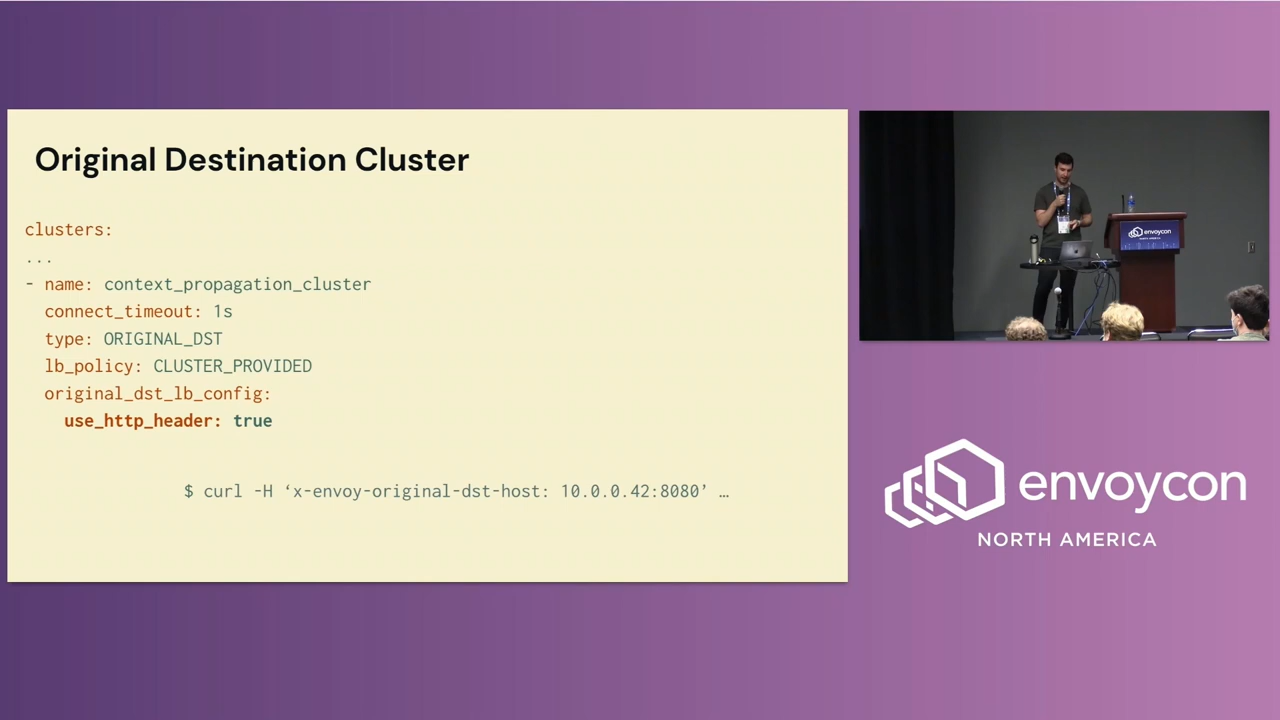 Original Destination Cluster
clusters:
...
- name: context_propagation_cluster
connect_timeout: 1s
type: ORIGINAL_DST
lb_policy: CLUSTER_PROVIDED
original_dst_lb_config:
use_http_header: true
$ curl -H ‘x-envoy-original-dst-host: 10.0.0.42:8080’ …
envoycon
envoycon
NORTH AMERICA